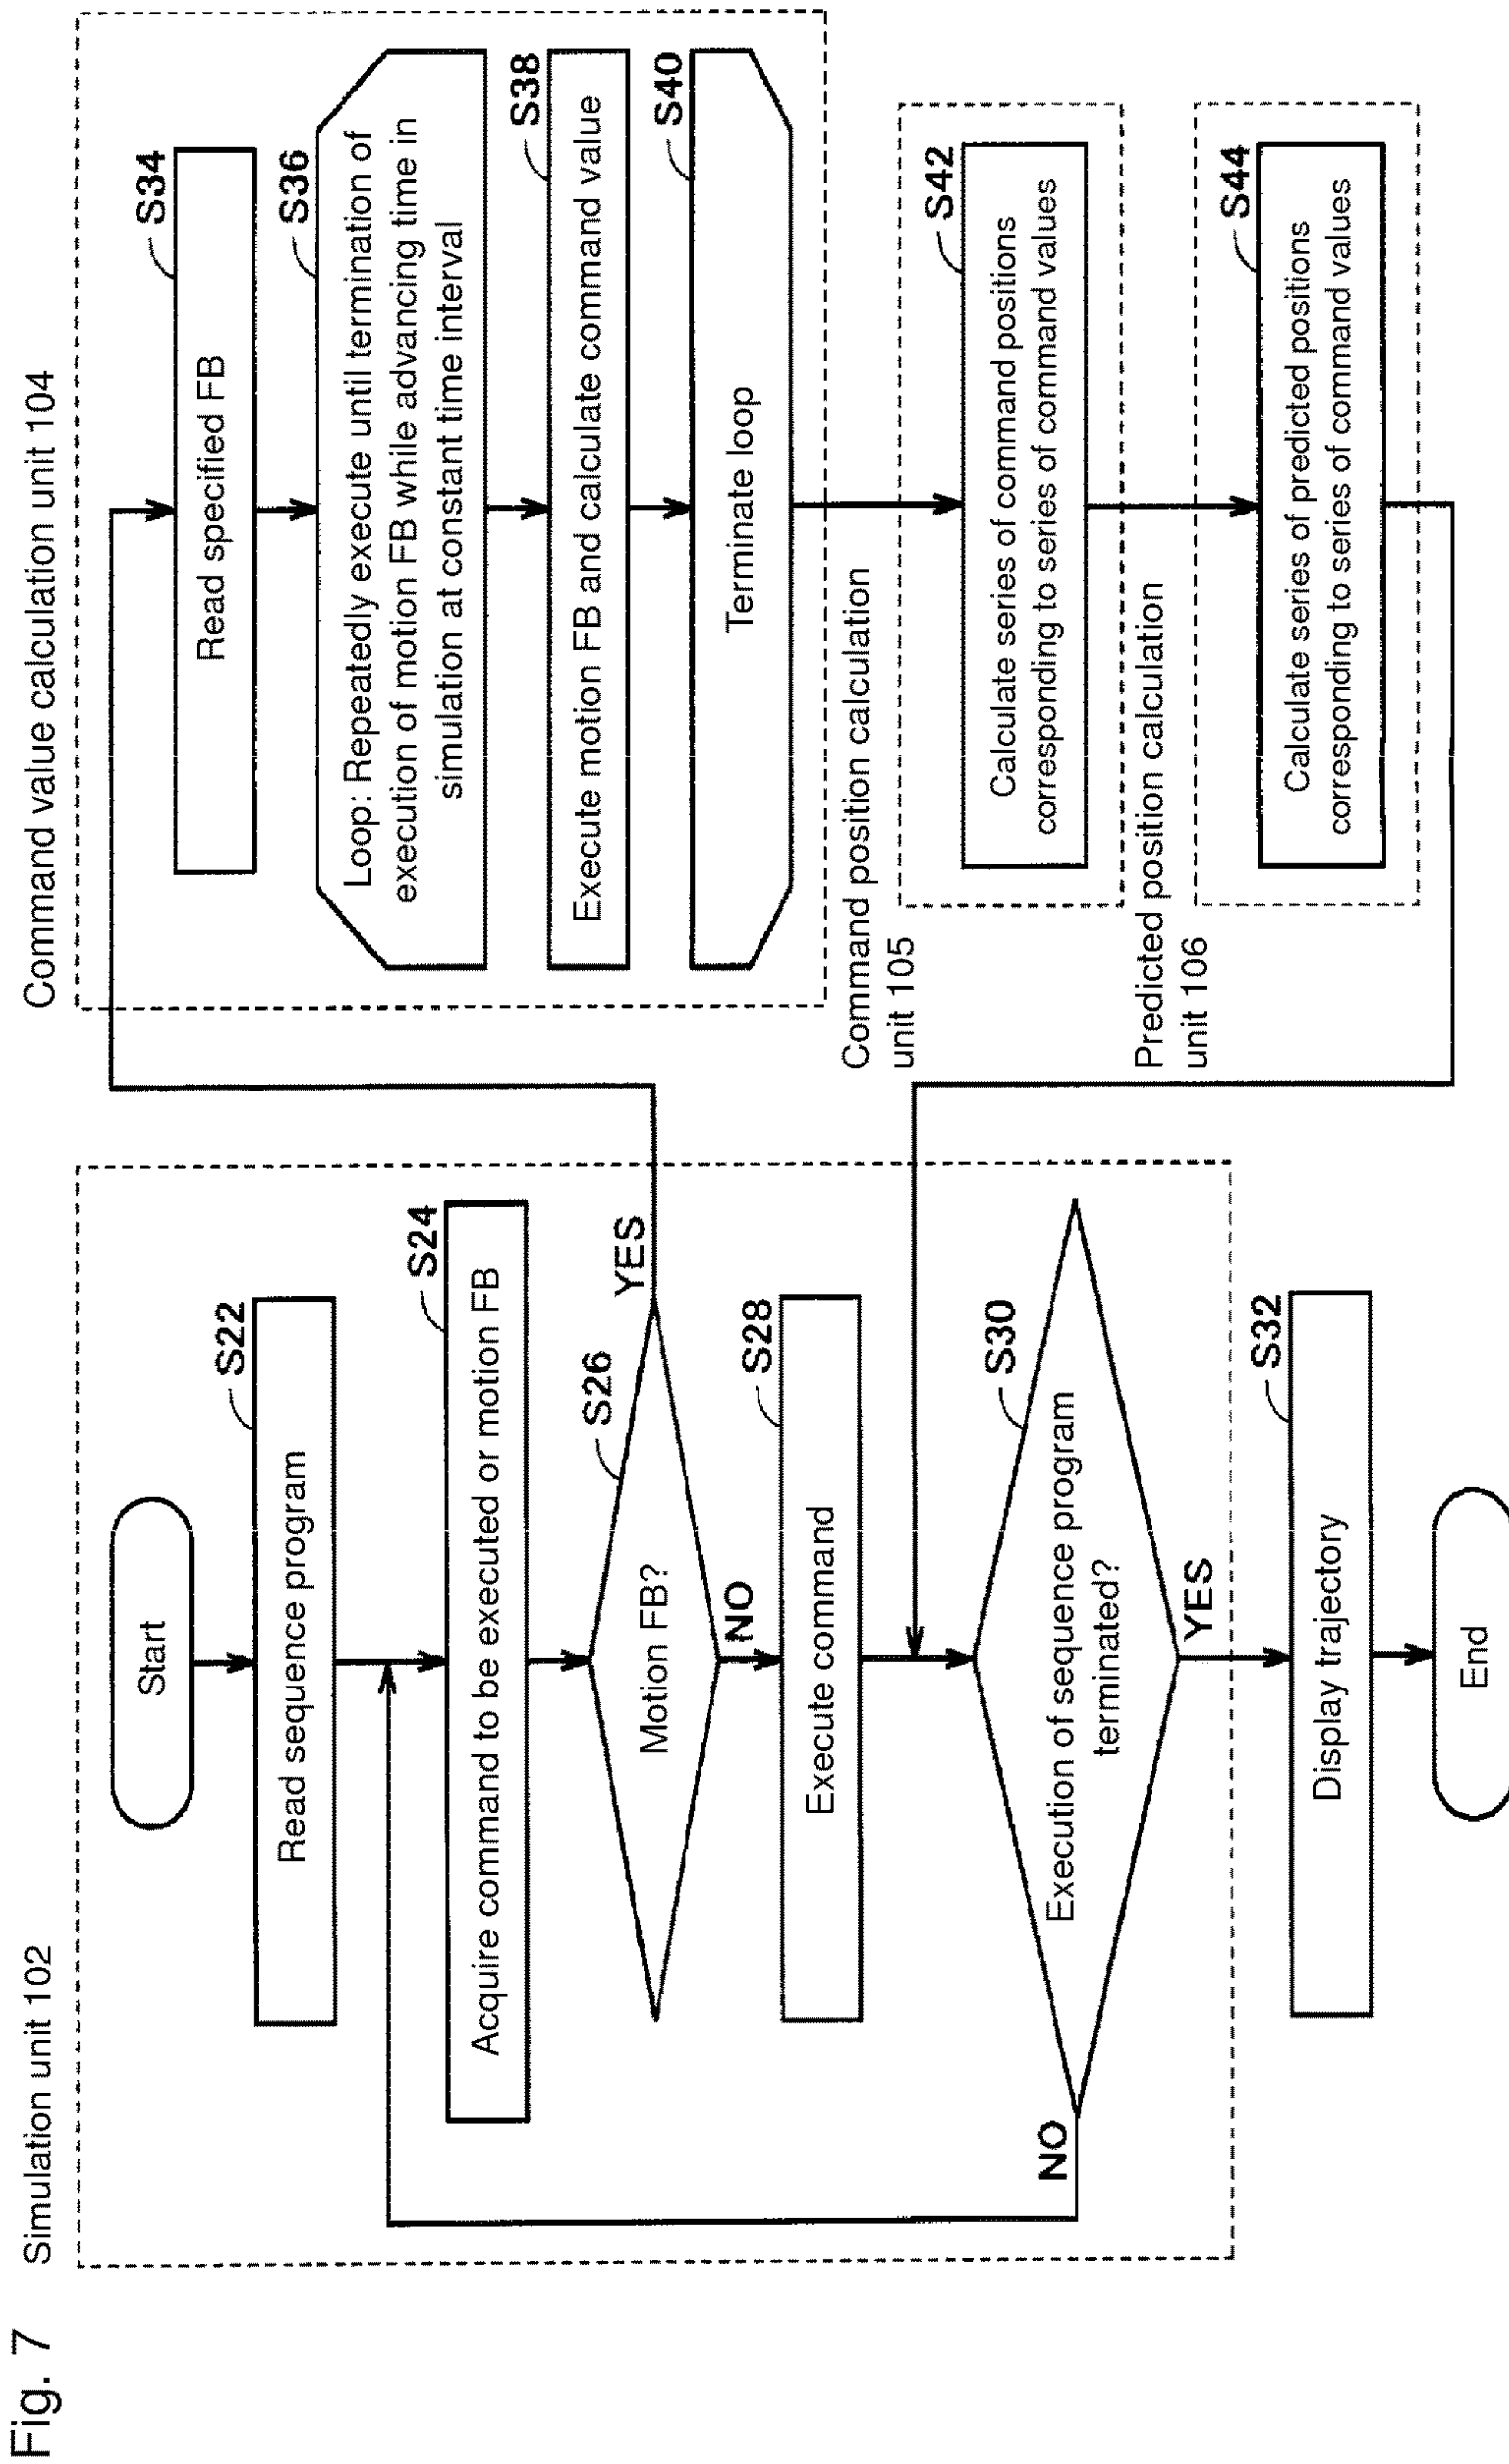 Fig. 7
Simulation unit 102
Start
S22
Read sequence program
S24
Acquire command to be executed or motion FB
S26
Motion FB?
YES
NO
S28
Execute command
S30
Execution of sequence program
terminated?
NO
YES
S32
Display trajectory
End
Command value calculation unit 104
S34
Read specified FB
S36
Loop: Repeatedly execute until termination of
execution of motion FB while advancing time in
simulation at constant time interval
S38
Execute motion FB and calculate command value
S40
Terminate loop
Command position calculation
unit 105
S42
Calculate series of command positions
corresponding to series of command values
Predicted position calculation
unit 106
S44
Calculate series of predicted positions
corresponding to series of command values